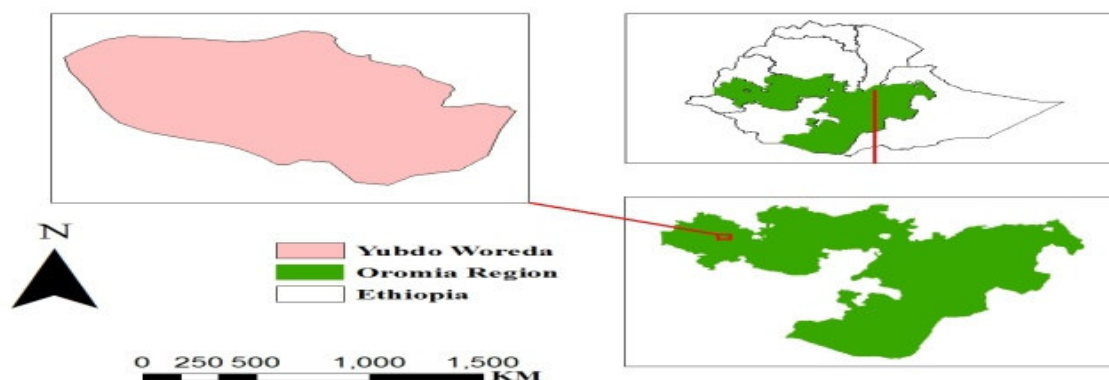 N
Yubdo Woreda
Oromia Region
Ethiopia
0 250 500 1,000 1,500
KM